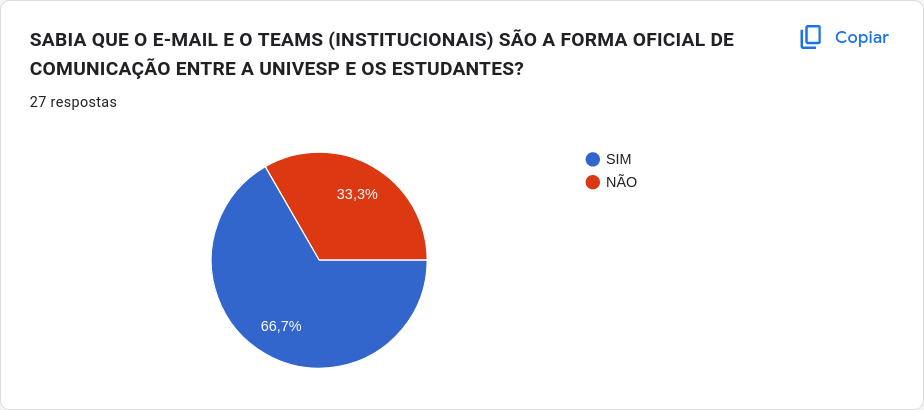 SABIA QUE O E-MAIL E O TEAMS (INSTITUCIONAIS) SÃO A FORMA OFICIAL DE
COMUNICAÇÃO ENTRE A UNIVESP E OS ESTUDANTES?
Copiar
27 respostas
SIM
NÃO
33,3%
66,7%